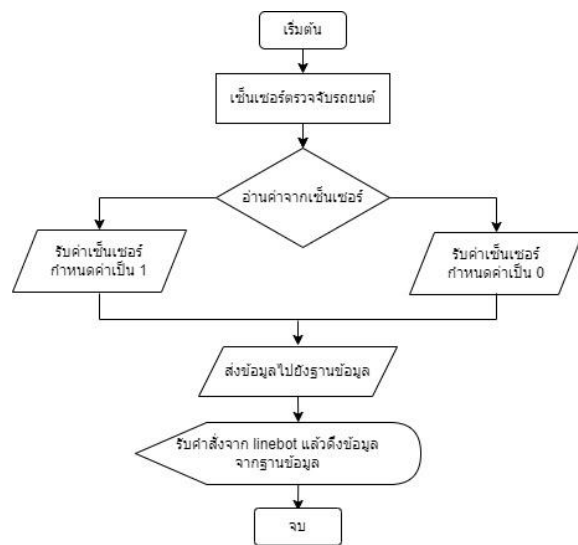 เริ่มต้น
เซ็นเซอร์ตรวจจับรถยนต์
อ่านค่าจากเซ็นเซอร์
รับค่าเซ็นเซอร์
กำหนดค่าเป็น 1
รับค่าเซ็นเซอร์
กำหนดค่าเป็น 0
ส่งข้อมูลไปยังฐานข้อมูล
รับคำสั่งจาก linebot แล้วดึงข้อมูล
จากฐานข้อมูล
จบ